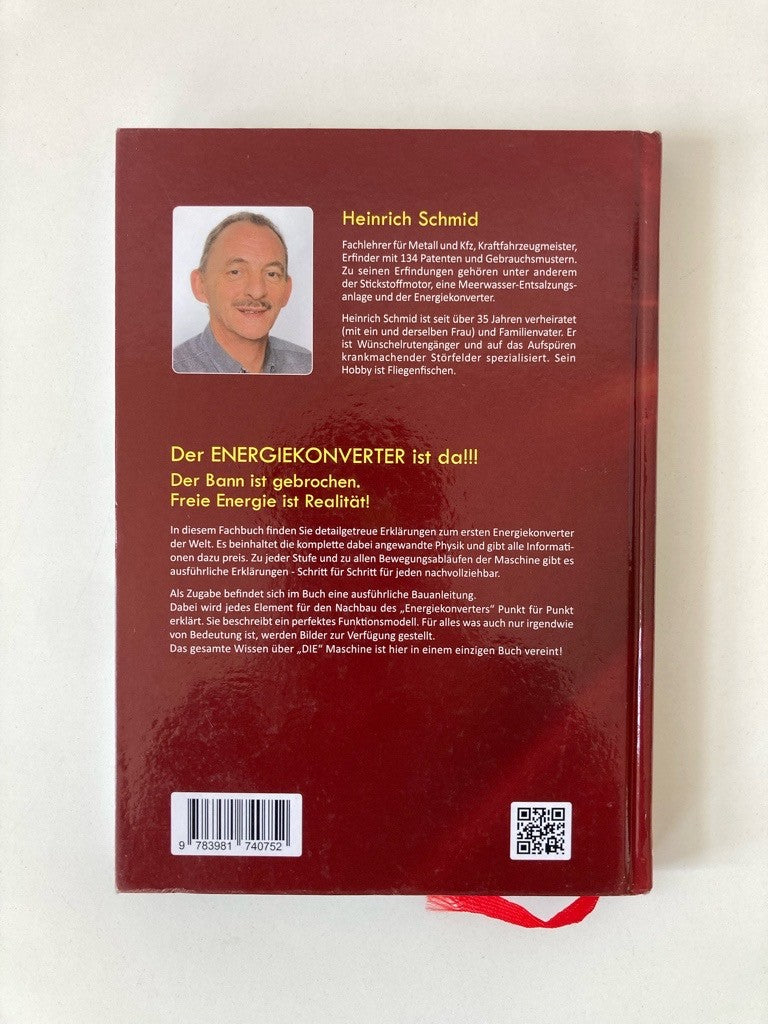 Heinrich Schmid
Fachlehrer für Metall und Kfz, Kraftfahrzeugmeister,
Erfinder mit 134 Patenten und Gebrauchsmustern.
Zu seinen Erfindungen gehören unter anderem
der Stickstoffmotor, eine Meerwasser-Entsalzungs-
anlage und der Energiekonverter.
Heinrich Schmid ist seit über 35 Jahren verheiratet
(mit ein und derselben Frau) und Familienvater. Er
ist Wünschelrutengänger und auf das Aufspüren
krankmachender Störfelder spezialisiert. Sein
Hobby ist Fliegenfischen.
Der ENERGIEKONVERTER ist da!!!
Der Bann ist gebrochen.
Freie Energie ist Realität!
In diesem Fachbuch finden Sie detailgetreue Erklärungen zum ersten Energiekonverter
der Welt. Es beinhaltet die komplette dabei angewandte Physik und gibt alle Informati-
onen dazu preis. Zu jeder Stufe und zu allen Bewegungsabläufen der Maschine gibt es
ausführliche Erklärungen - Schritt für Schritt für jeden nachvollziehbar.
Als Zugabe befindet sich im Buch eine ausführliche Bauanleitung.
Dabei wird jedes Element für den Nachbau des „Energiekonverters“ Punkt für Punkt
erklärt. Sie beschreibt ein perfektes Funktionsmodell. Für alles was auch nur irgendwie
von Bedeutung ist, werden Bilder zur Verfügung gestellt.
Das gesamte Wissen über „DIE“ Maschine ist hier in einem einzigen Buch vereint!
9 783981 740752